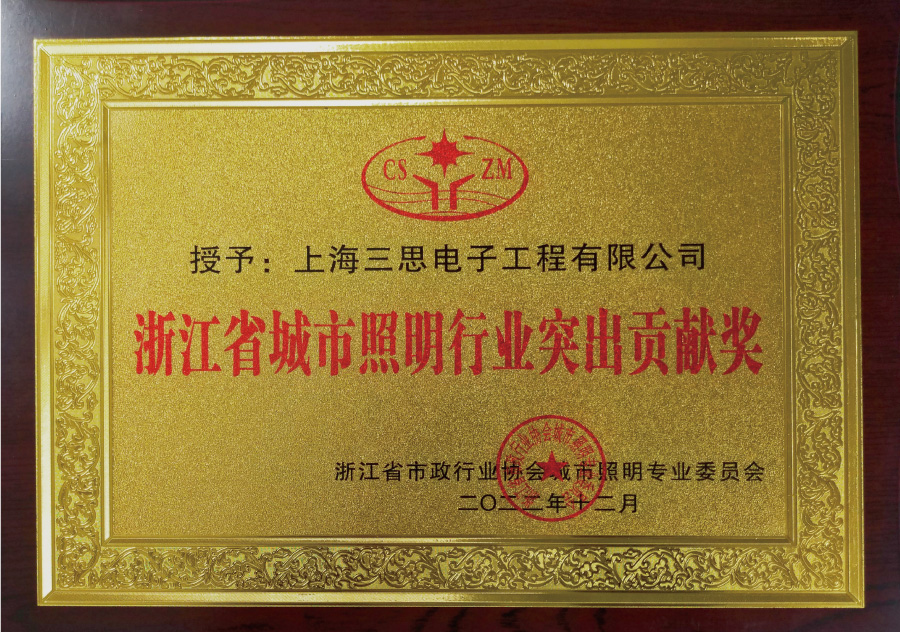 CS ZM
授予：上海三思电子工程有限公司
浙江省城市照明行业突出贡献奖
浙江省市政行业协会城市照明专业委员会
二〇二二年十二月